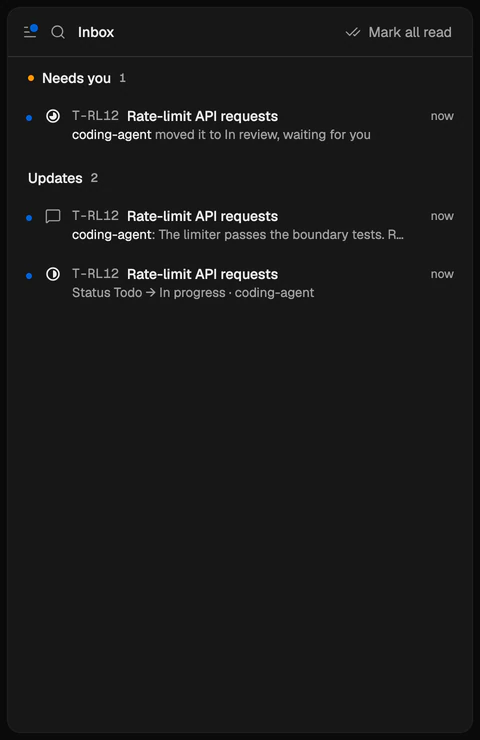 Inbox
Mark all read
Needs you 1
T-RL12 Rate-limit API requests now
coding-agent moved it to In review, waiting for you
Updates 2
T-RL12 Rate-limit API requests now
coding-agent: The limiter passes the boundary tests. R…
T-RL12 Rate-limit API requests now
Status Todo → In progress · coding-agent